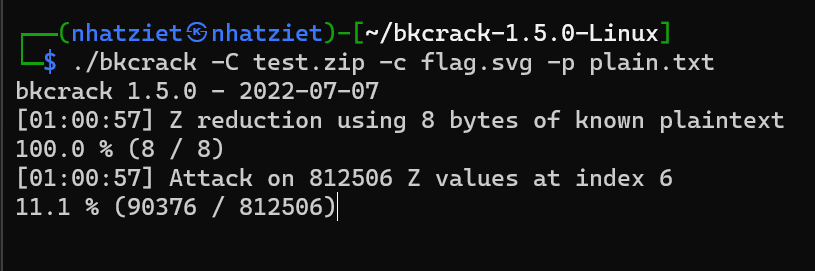 ┌──(nhatziet㉿nhatziet)-[~/bkcrack-1.5.0-Linux]
└─$ ./bkcrack -C test.zip -c flag.svg -p plain.txt
bkcrack 1.5.0 - 2022-07-07
[01:00:57] Z reduction using 8 bytes of known plaintext
100.0 % (8 / 8)
[01:00:57] Attack on 812506 Z values at index 6
11.1 % (90376 / 812506)